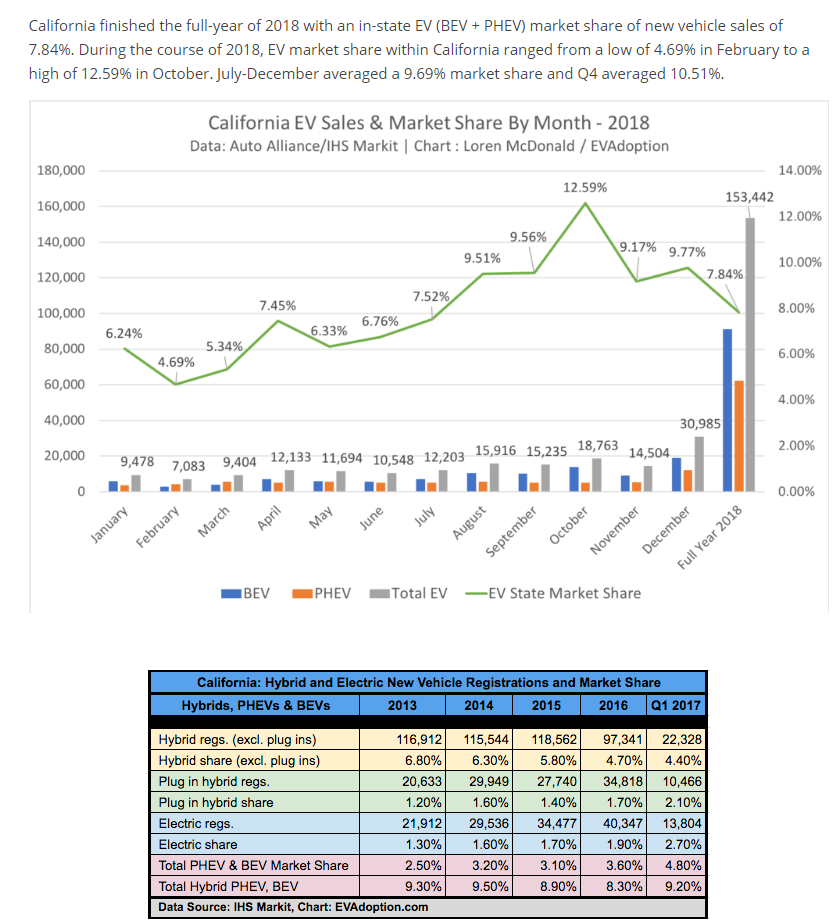 California finished the full-year of 2018 with an in-state EV (BEV + PHEV) market share of new vehicle sales of
7.84%. During the course of 2018, EV market share within California ranged from a low of 4.69% in February to a
high of 12.59% in October. July-December averaged a 9.69% market share and Q4 averaged 10.51%.
California EV Sales & Market Share By Month - 2018
Data: Auto Alliance/IHS Markit | Chart : Loren McDonald / EVAdoption
180,000
160,000
140,000
120,000
100,000
80,000
60,000
40,000
20,000
0
14.00%
12.00%
10.00%
8.00%
6.00%
4.00%
2.00%
0.00%
6.24%
4.69%
5.34%
7.45%
6.33%
6.76%
7.52%
9.51%
9.56%
12.59%
9.17%
9.77%
7.84%
9,478
7,083
9,404
12,133
11,694
10,548
12,203
15,916
15,235
18,763
14,504
30,985
153,442
January
February
March
April
May
June
July
August
September
October
November
December
Full Year 2018
BEV PHEV Total EV EV State Market Share
California: Hybrid and Electric New Vehicle Registrations and Market Share
Hybrids, PHEVs & BEVs 2013 2014 2015 2016 Q1 2017
Hybrid regs. (excl. plug ins) 116,912 115,544 118,562 97,341 22,328
Hybrid share (excl. plug ins) 6.80% 6.30% 5.80% 4.70% 4.40%
Plug in hybrid regs. 20,633 29,949 27,740 34,818 10,466
Plug in hybrid share 1.20% 1.60% 1.40% 1.70% 2.10%
Electric regs. 21,912 29,536 34,477 40,347 13,804
Electric share 1.30% 1.60% 1.70% 1.90% 2.70%
Total PHEV & BEV Market Share 2.50% 3.20% 3.10% 3.60% 4.80%
Total Hybrid PHEV, BEV 9.30% 9.50% 8.90% 8.30% 9.20%
Data Source: IHS Markit, Chart: EVAdoption.com